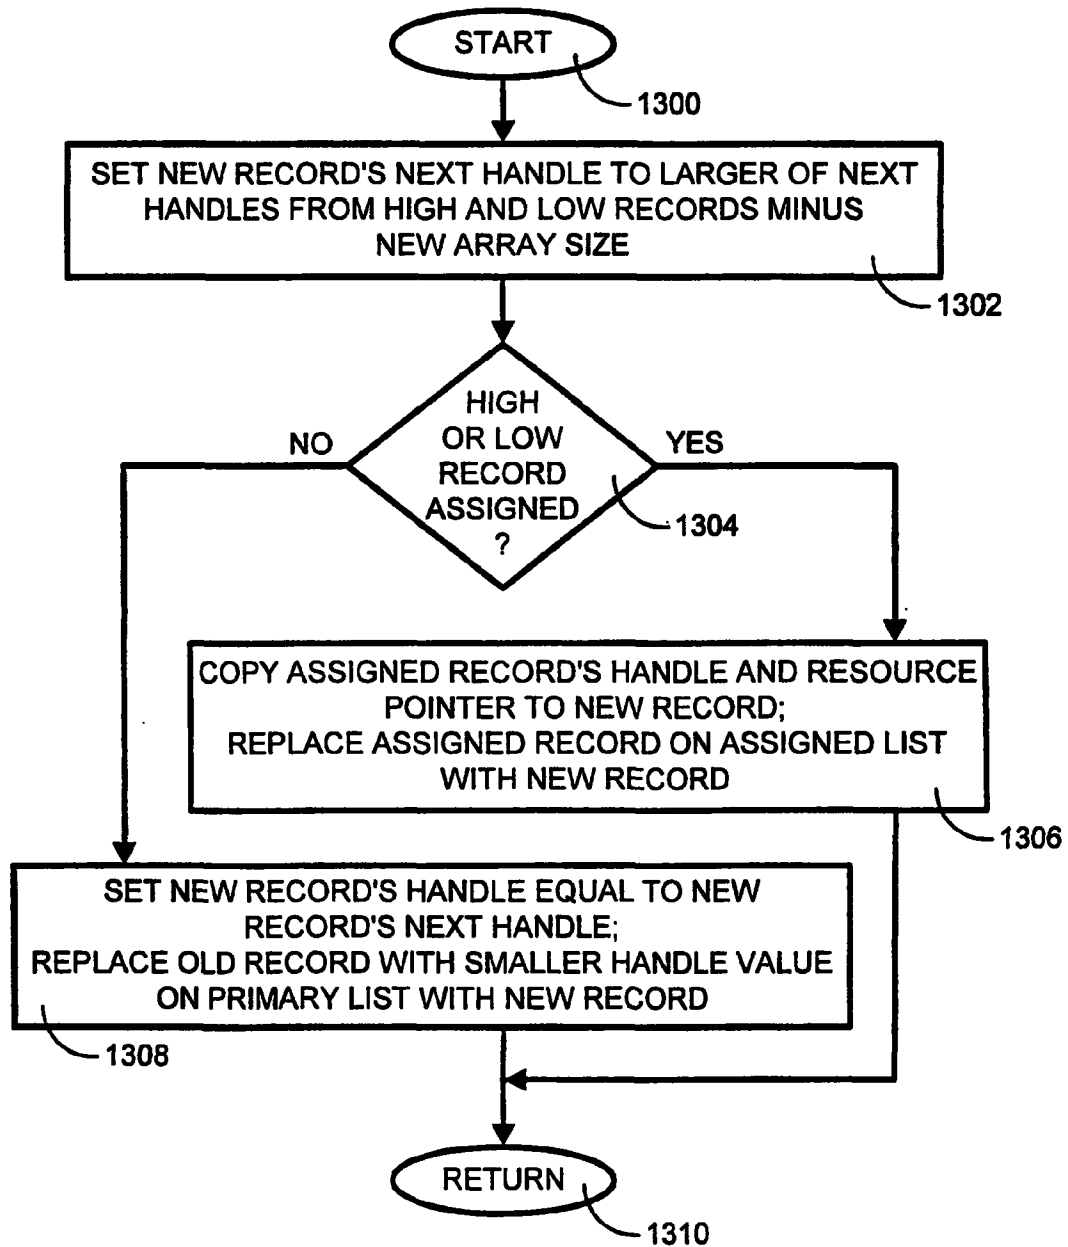 START
1300
SET NEW RECORD'S NEXT HANDLE TO LARGER OF NEXT
HANDLES FROM HIGH AND LOW RECORDS MINUS
NEW ARRAY SIZE
1302
HIGH
OR LOW
RECORD
ASSIGNED
?
NO
YES
1304
COPY ASSIGNED RECORD'S HANDLE AND RESOURCE
POINTER TO NEW RECORD;
REPLACE ASSIGNED RECORD ON ASSIGNED LIST
WITH NEW RECORD
1306
SET NEW RECORD'S HANDLE EQUAL TO NEW
RECORD'S NEXT HANDLE;
REPLACE OLD RECORD WITH SMALLER HANDLE VALUE
ON PRIMARY LIST WITH NEW RECORD
1308
RETURN
1310